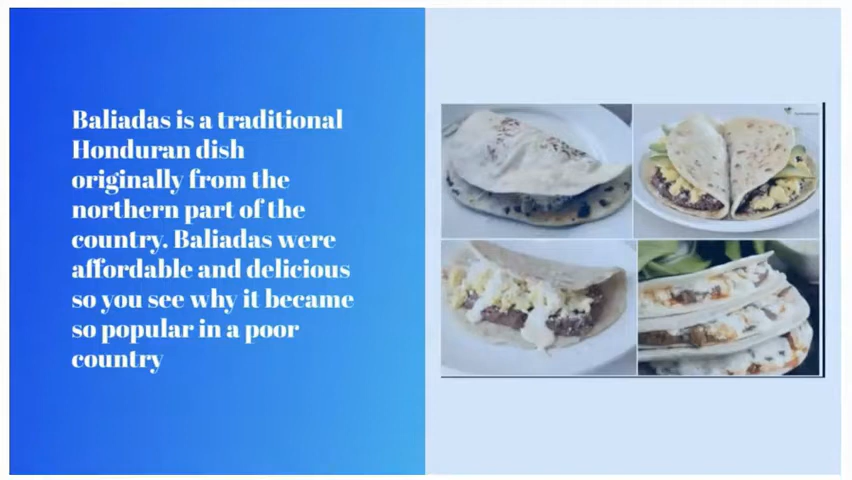 Baliadas is a traditional
Honduran dish
originally from the
northern part of the
country. Baliadas were
affordable and delicious
so you see why it became
so popular in a poor
country